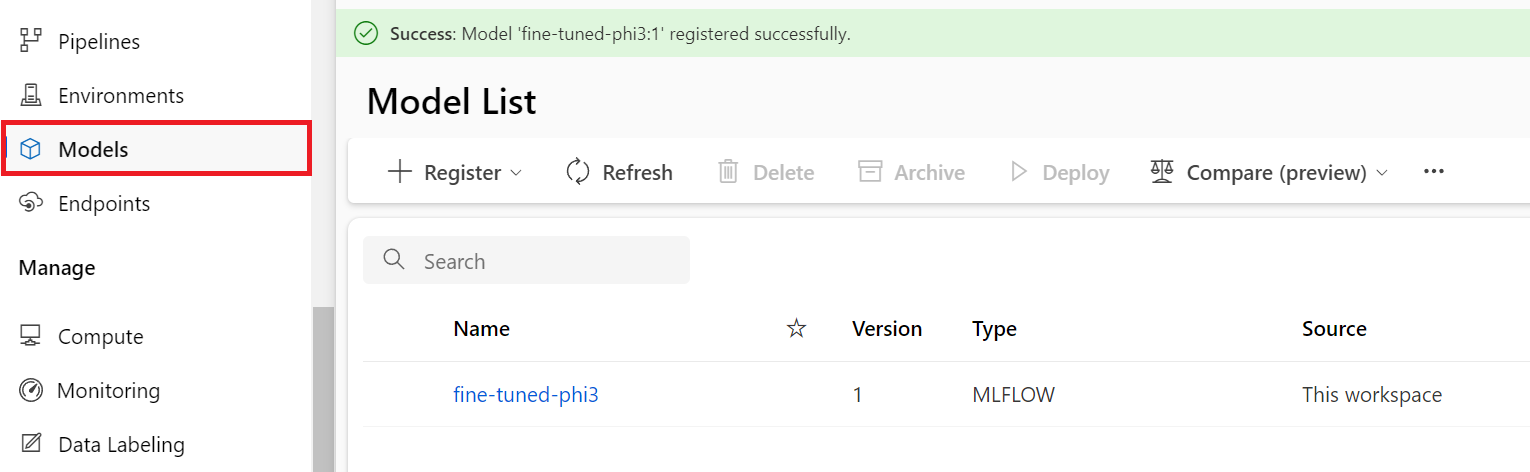 Pipelines
Environments
Models
Endpoints
Manage
Compute
Monitoring
Data Labeling
Success: Model 'fine-tuned-phi3:1' registered successfully.
Model List
Register Refresh Delete Archive Deploy Compare (preview) ···
Search
Name Version Type Source
fine-tuned-phi3 1 MLFLOW This workspace